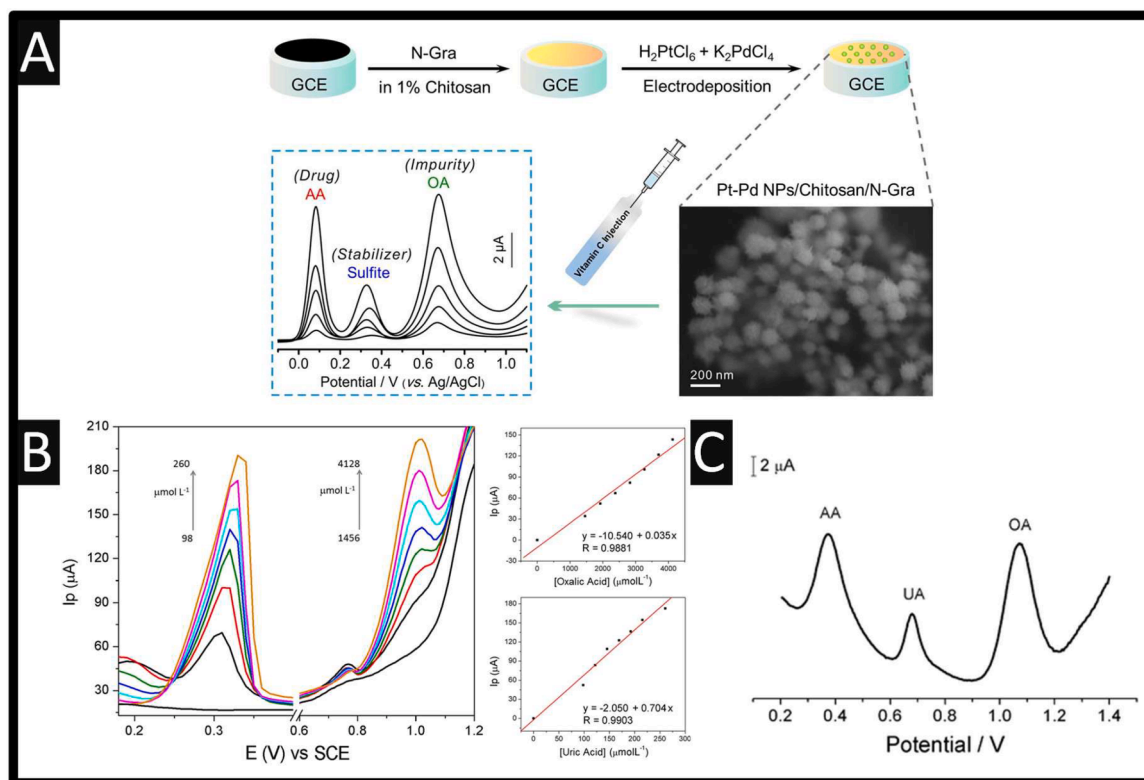 A
N-Gra
in 1% Chitosan
H₂PtCl₆ + K₂PdCl₄
Electrodeposition
GCE
GCE
GCE
(Drug)
AA
(Stabilizer)
Sulfite
(Impurity)
OA
2 μA
0.0 0.2 0.4 0.6 0.8 1.0
Potential / V (vs. Ag/AgCl)
Vitamin C Injection
Pt-Pd NPs/Chitosan/N-Gra
200 nm
B
210
180
150
120
90
60
30
Ip (μA)
260
μmol L⁻¹
98
4128
μmol L⁻¹
1456
0.2 0.3 0.6 0.7 0.8 0.9 1.0 1.1 1.2
E (V) vs SCE
150
120
90
60
30
0
-30
Ip (μA)
y = -10.540 + 0.035x
R = 0.9881
0 1000 2000 3000 4000
[Oxalic Acid] (μmolL⁻¹)
180
150
120
90
60
30
0
Ip (μA)
y = -2.050 + 0.704x
R = 0.9903
0 50 100 150 200 250 300
[Uric Acid] (μmolL⁻¹)
C
2 μA
AA
UA
OA
0.2 0.4 0.6 0.8 1.0 1.2 1.4
Potential / V